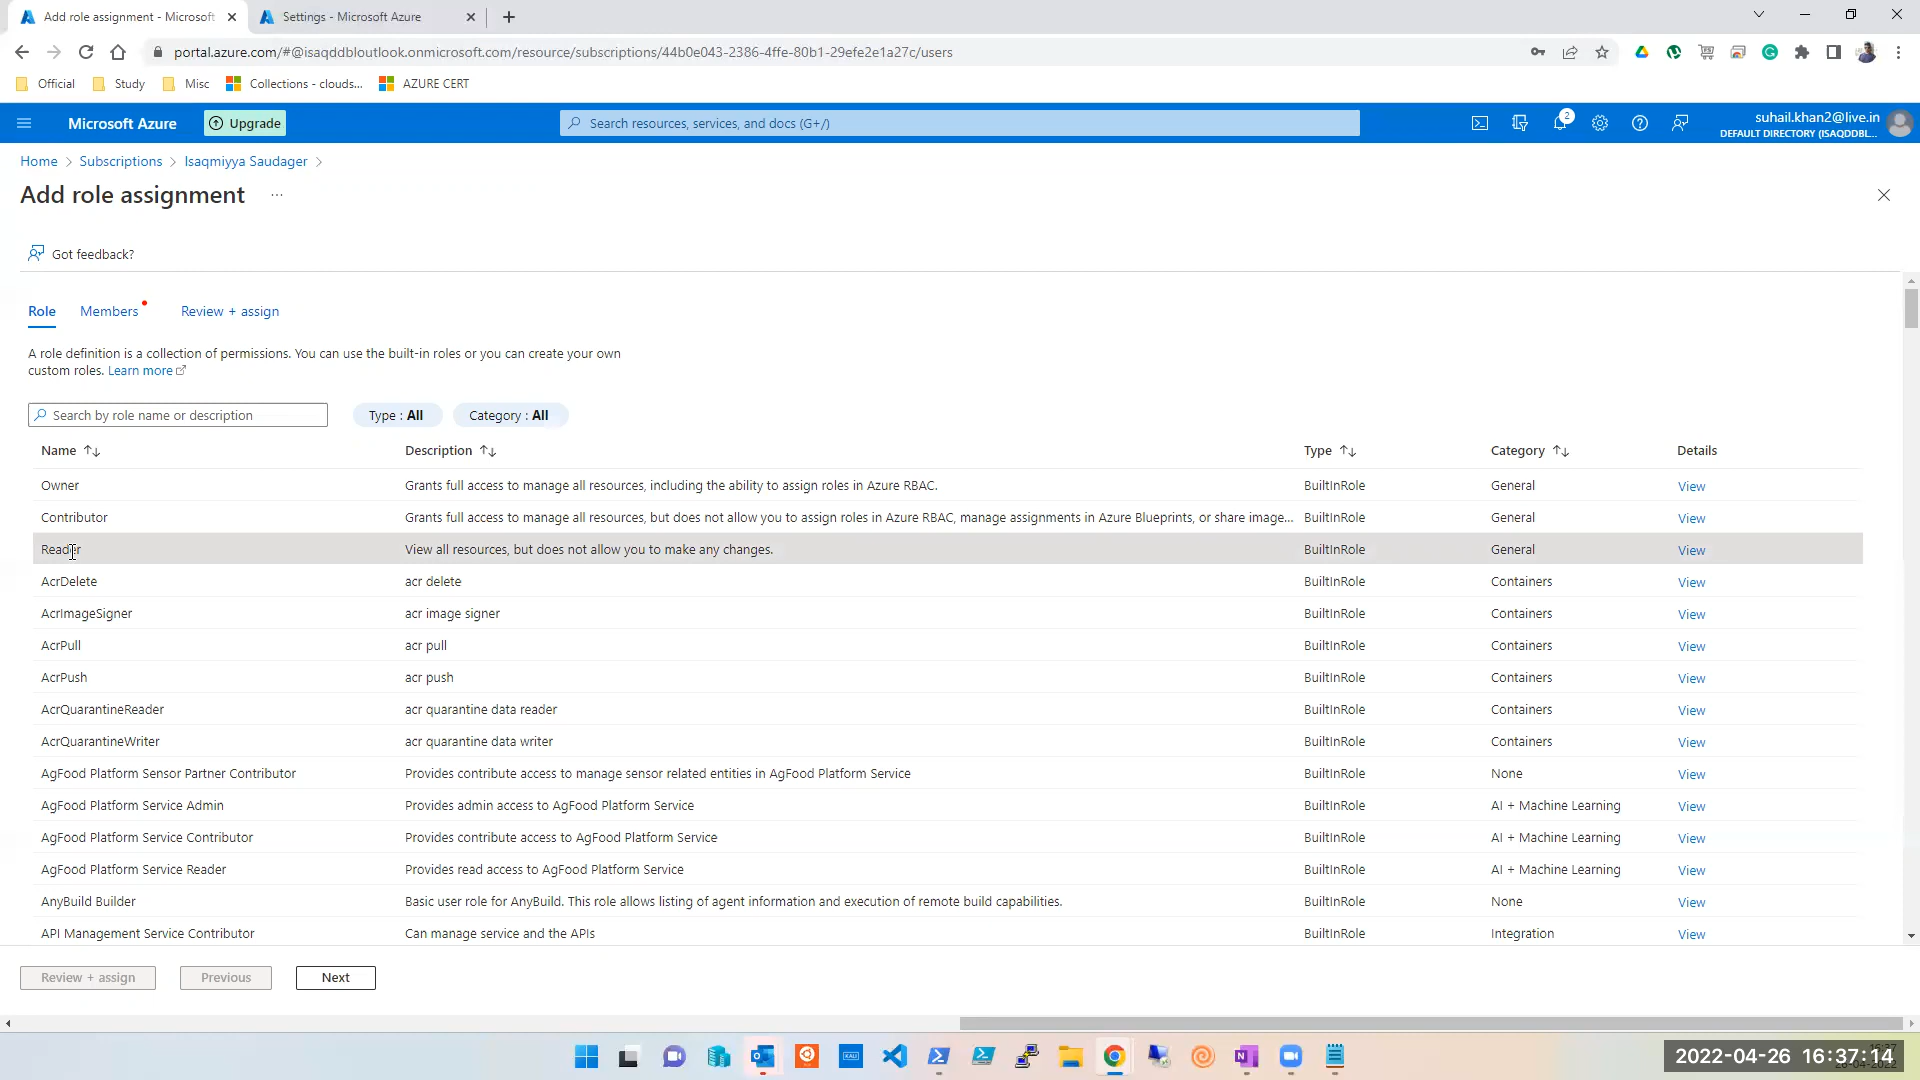 Add role assignment - Microsoft
Settings - Microsoft Azure
portal.azure.com/#@isaqddbloutlook.onmicrosoft.com/resource/subscriptions/44b0e043-2386-4ffe-80b1-29efe2e1a27c/users
Official
Study
Misc
Collections - clouds...
AZURE CERT
Microsoft Azure
Upgrade
Search resources, services, and docs (G+/)
2
suhail.khan2@live.in
DEFAULT DIRECTORY (ISAQDDBL...
Home > Subscriptions > Isaqmiyya Saudager >
Add role assignment ...
Got feedback?
Role
Members
Review + assign
A role definition is a collection of permissions. You can use the built-in roles or you can create your own
custom roles. Learn more
Search by role name or description
Type : All
Category : All
Name Description Type Category Details
Owner Grants full access to manage all resources, including the ability to assign roles in Azure RBAC. BuiltInRole General View
Contributor Grants full access to manage all resources, but does not allow you to assign roles in Azure RBAC, manage assignments in Azure Blueprints, or share image... BuiltInRole General View
Reader View all resources, but does not allow you to make any changes. BuiltInRole General View
AcrDelete acr delete BuiltInRole Containers View
AcrImageSigner acr image signer BuiltInRole Containers View
AcrPull acr pull BuiltInRole Containers View
AcrPush acr push BuiltInRole Containers View
AcrQuarantineReader acr quarantine data reader BuiltInRole Containers View
AcrQuarantineWriter acr quarantine data writer BuiltInRole Containers View
AgFood Platform Sensor Partner Contributor Provides contribute access to manage sensor related entities in AgFood Platform Service BuiltInRole None View
AgFood Platform Service Admin Provides admin access to AgFood Platform Service BuiltInRole AI + Machine Learning View
AgFood Platform Service Contributor Provides contribute access to AgFood Platform Service BuiltInRole AI + Machine Learning View
AgFood Platform Service Reader Provides read access to AgFood Platform Service BuiltInRole AI + Machine Learning View
AnyBuild Builder Basic user role for AnyBuild. This role allows listing of agent information and execution of remote build capabilities. BuiltInRole None View
API Management Service Contributor Can manage service and the APIs BuiltInRole Integration View
Review + assign
Previous
Next
KALI
2022-04-26 16:37:14